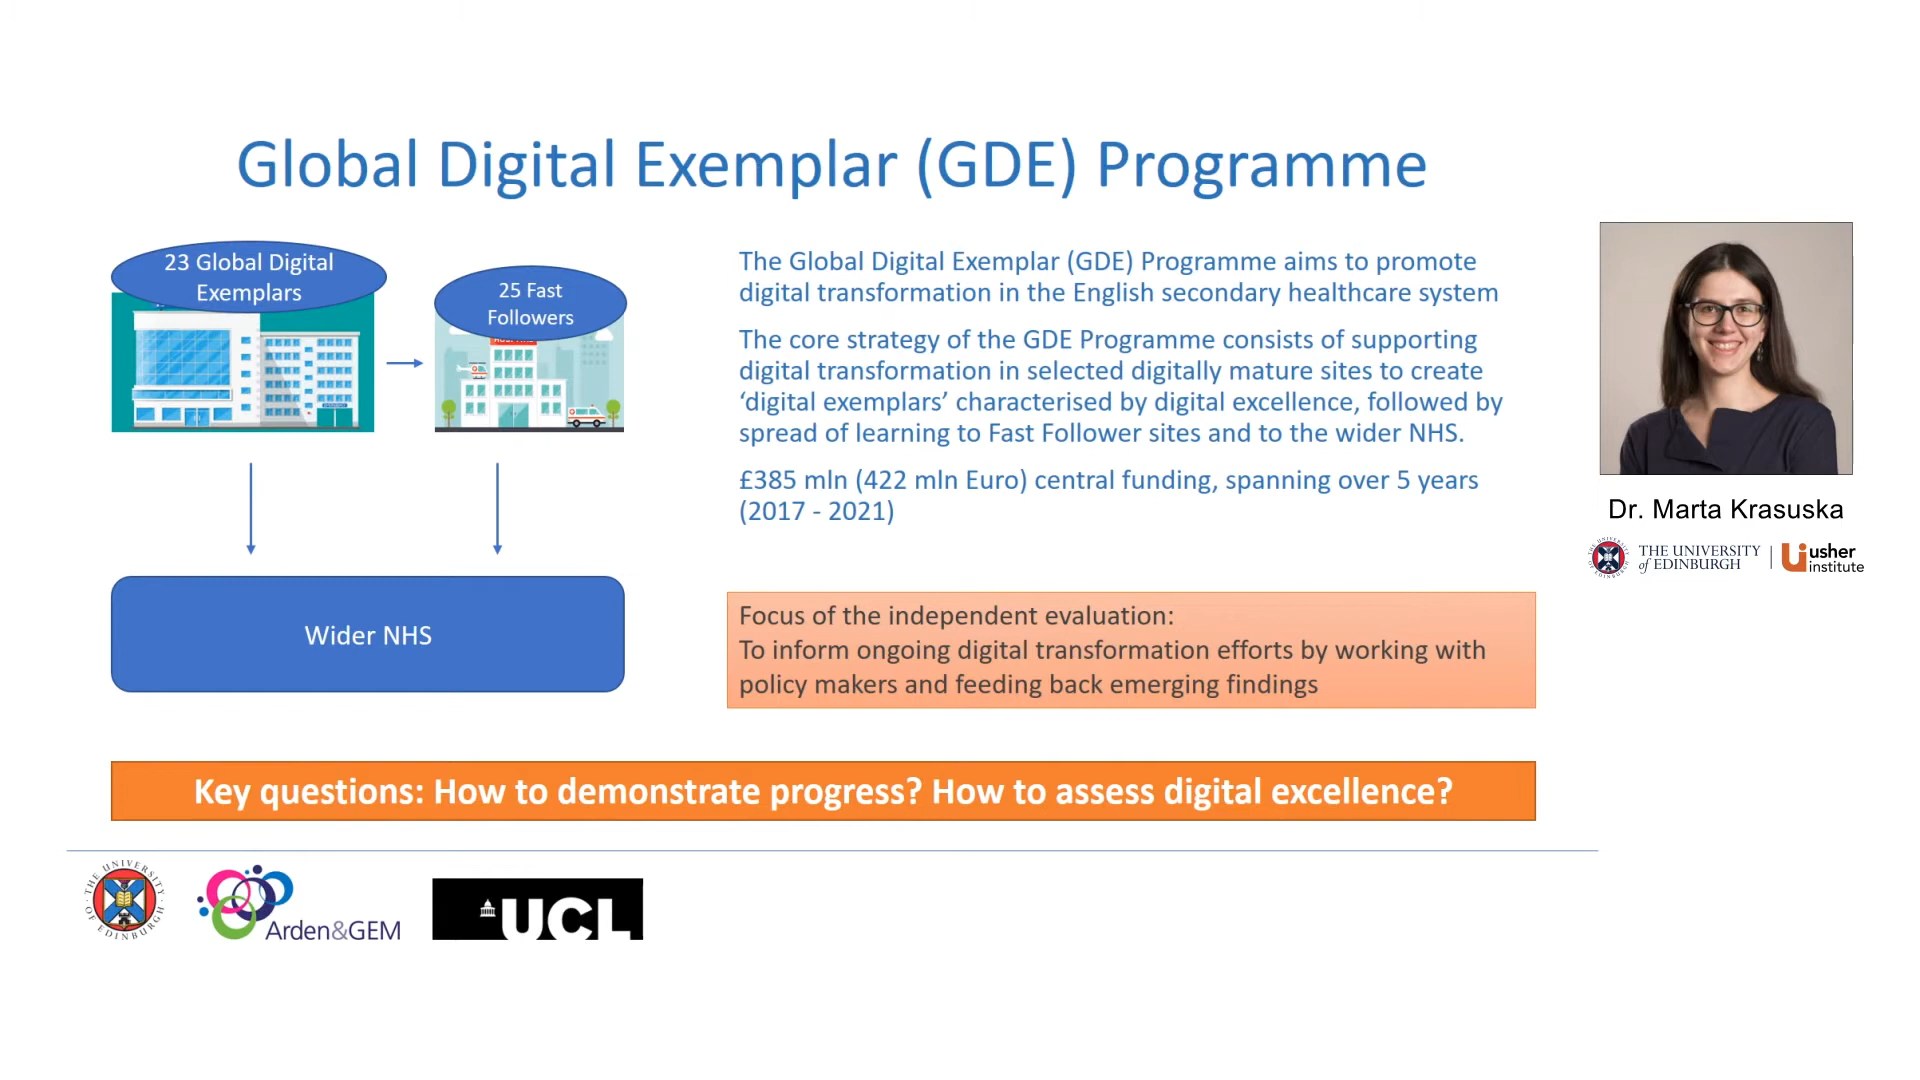 Global Digital Exemplar (GDE) Programme
23 Global Digital
Exemplars
25 Fast
Followers
Wider NHS
The Global Digital Exemplar (GDE) Programme aims to promote
digital transformation in the English secondary healthcare system
The core strategy of the GDE Programme consists of supporting
digital transformation in selected digitally mature sites to create
‘digital exemplars’ characterised by digital excellence, followed by
spread of learning to Fast Follower sites and to the wider NHS.
£385 mln (422 mln Euro) central funding, spanning over 5 years
(2017 - 2021)
Focus of the independent evaluation:
To inform ongoing digital transformation efforts by working with
policy makers and feeding back emerging findings
Key questions: How to demonstrate progress? How to assess digital excellence?
Dr. Marta Krasuska
THE UNIVERSITY
of EDINBURGH
usher
institute
THE UNIVERSITY OF EDINBURGH
Arden&GEM
UCL